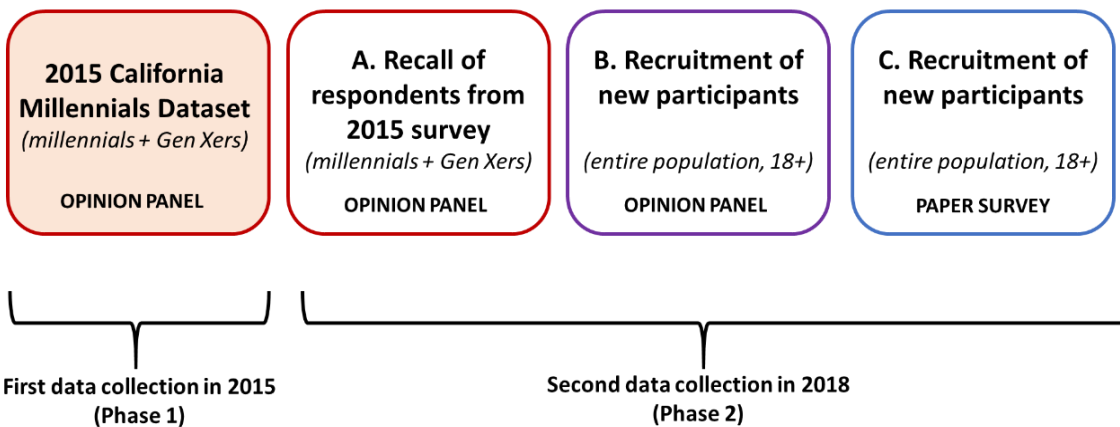 2015 California
Millennials Dataset
(millennials + Gen Xers)
OPINION PANEL
A. Recall of
respondents from
2015 survey
(millennials + Gen Xers)
OPINION PANEL
B. Recruitment of
new participants
(entire population, 18+)
OPINION PANEL
C. Recruitment of
new participants
(entire population, 18+)
PAPER SURVEY
First data collection in 2015
(Phase 1)
Second data collection in 2018
(Phase 2)